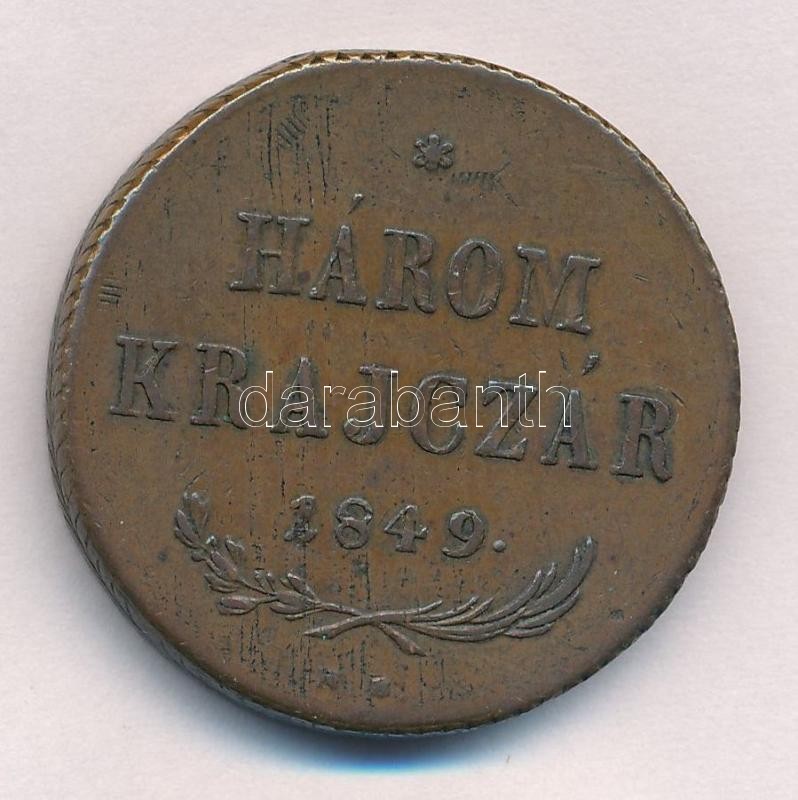 *
HÁROM
KRAJCZÁR
darabanth
1849.